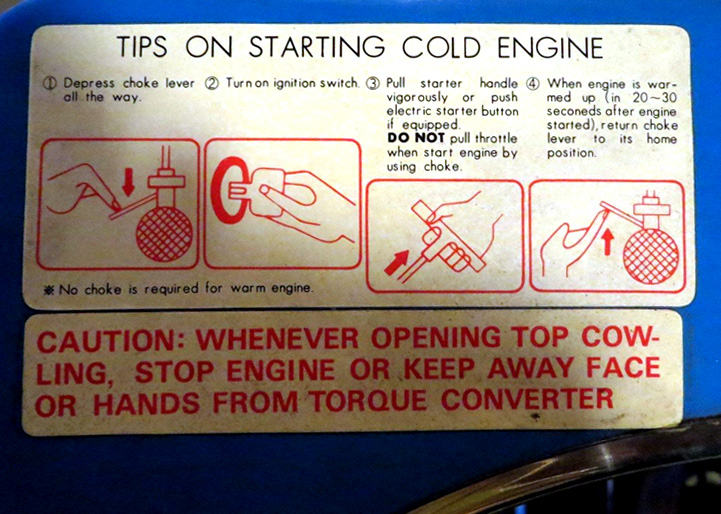 TIPS ON STARTING COLD ENGINE
① Depress choke lever
all the way.
② Turn on ignition switch.
③ Pull starter handle
vigorously or push
electric starter button
if equipped.
DO NOT pull throttle
when start engine by
using choke.
④ When engine is war-
med up (in 20~30
seconeds after engine
started), return choke
lever to its home
position.
※ No choke is required for warm engine.
CAUTION: WHENEVER OPENING TOP COW-
LING, STOP ENGINE OR KEEP AWAY FACE
OR HANDS FROM TORQUE CONVERTER